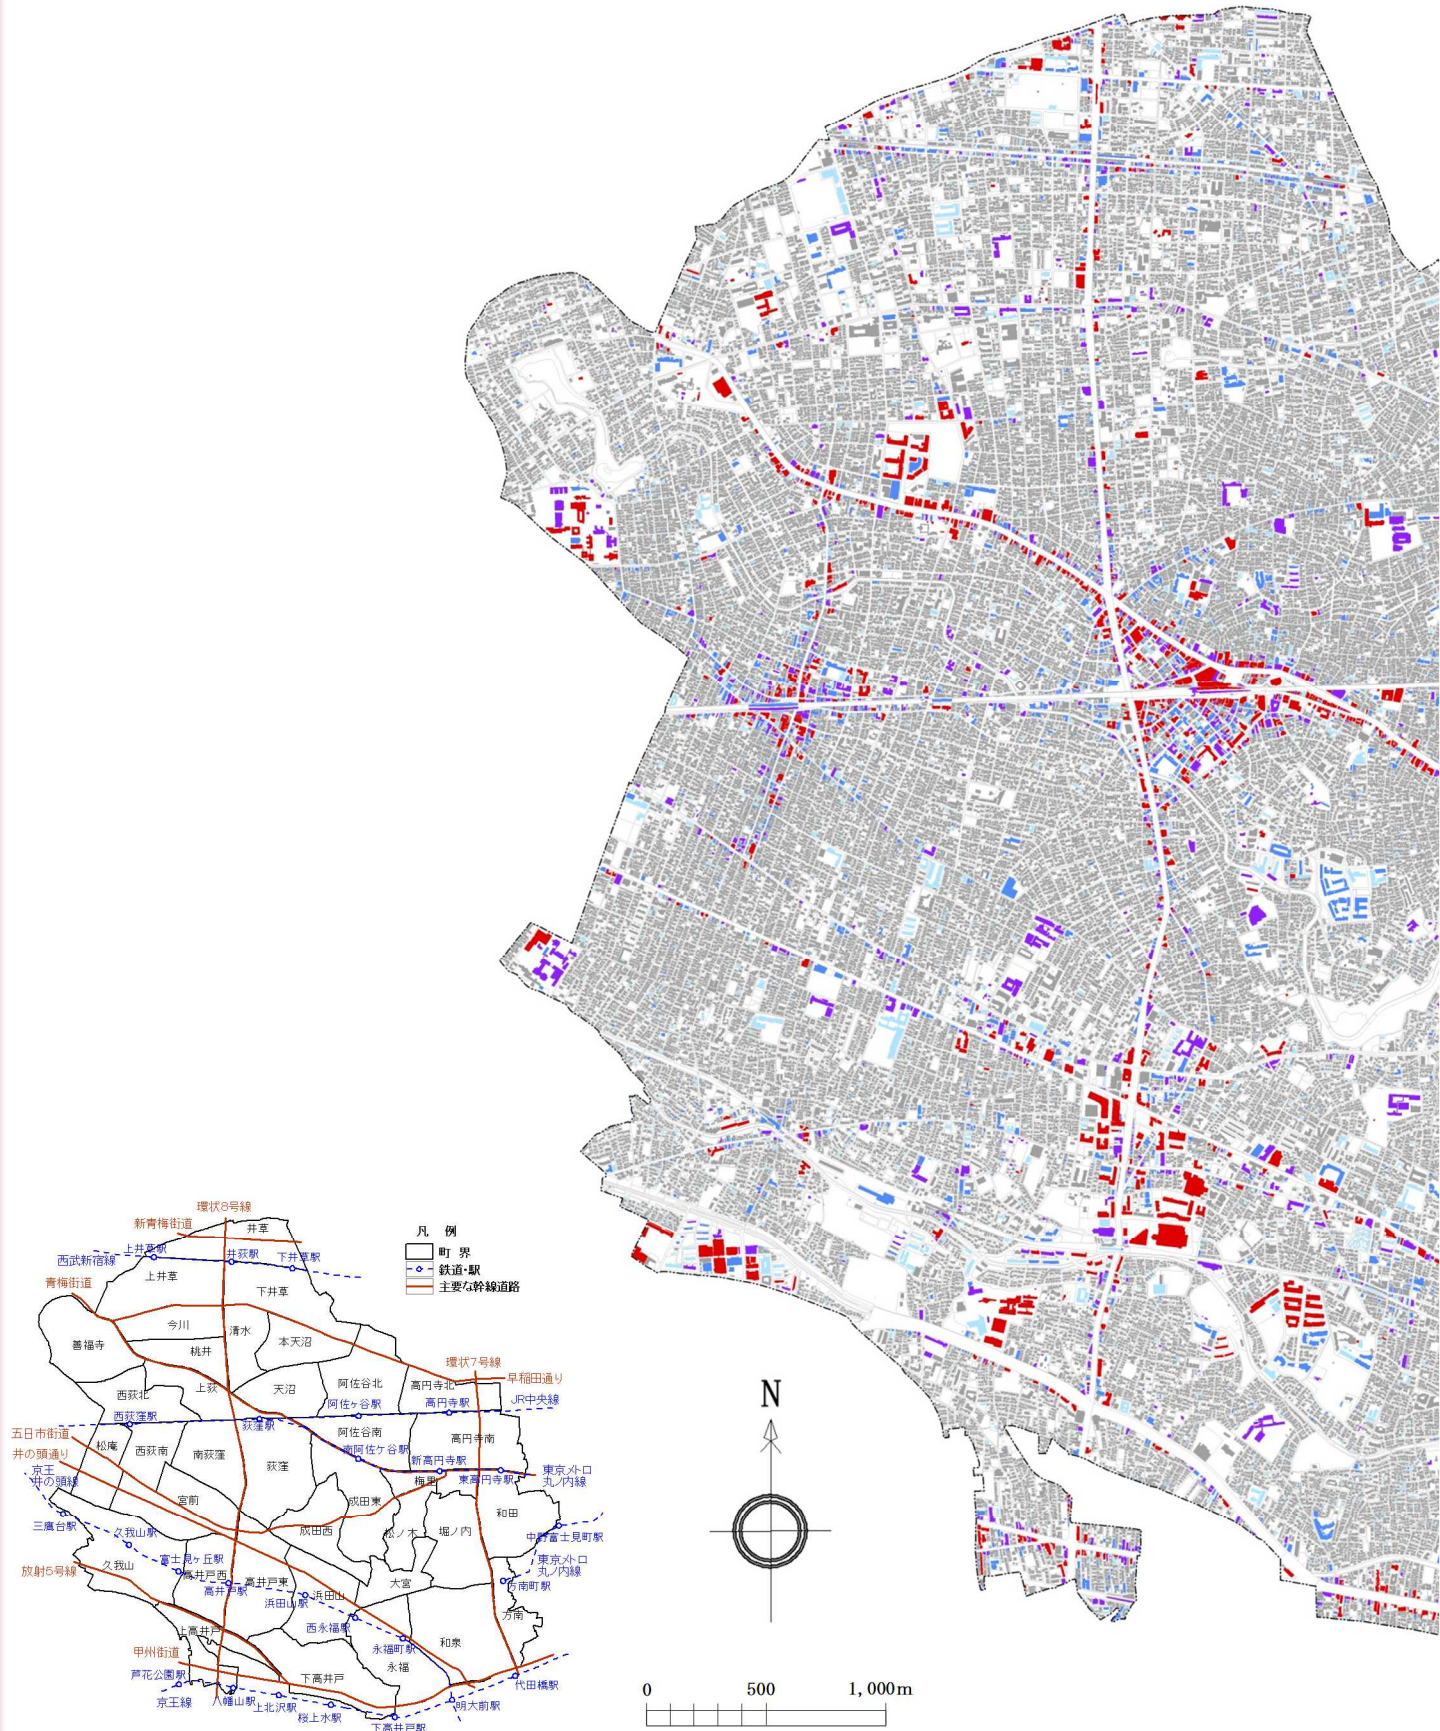 N
0 500 1,000m
凡 例
町 界
鉄道・駅
主要な幹線道路
環状8号線
新青梅街道
井草
上井草駅
井荻駅
下井草駅
西武新宿線
上井草
青梅街道
下井草
今川
清水
本天沼
善福寺
桃井
環状7号線
早稲田通り
西荻北
上荻
天沼
阿佐谷北
高円寺北
JR中央線
西荻窪駅
荻窪駅
阿佐ヶ谷駅
高円寺駅
五日市街道
井の頭通り
京王
井の頭線
松庵
西荻南
南荻窪
荻窪
阿佐谷南
南阿佐ケ谷駅
高円寺南
新高円寺駅
東高円寺駅
東京メトロ
丸ノ内線
梅里
宮前
成田東
成田西
松ノ木
堀ノ内
和田
三鷹台駅
久我山駅
中野富士見町駅
富士見ヶ丘駅
久我山
高井戸西
高井戸駅
高井戸東
浜田山
浜田山駅
大宮
東京メトロ
丸ノ内線
方南町駅
放射5号線
西永福駅
方南
上高井戸
永福町駅
和泉
甲州街道
永福
芦花公園駅
下高井戸
代田橋駅
京王線
八幡山駅
上北沢駅
桜上水駅
明大前駅
下高井戸駅